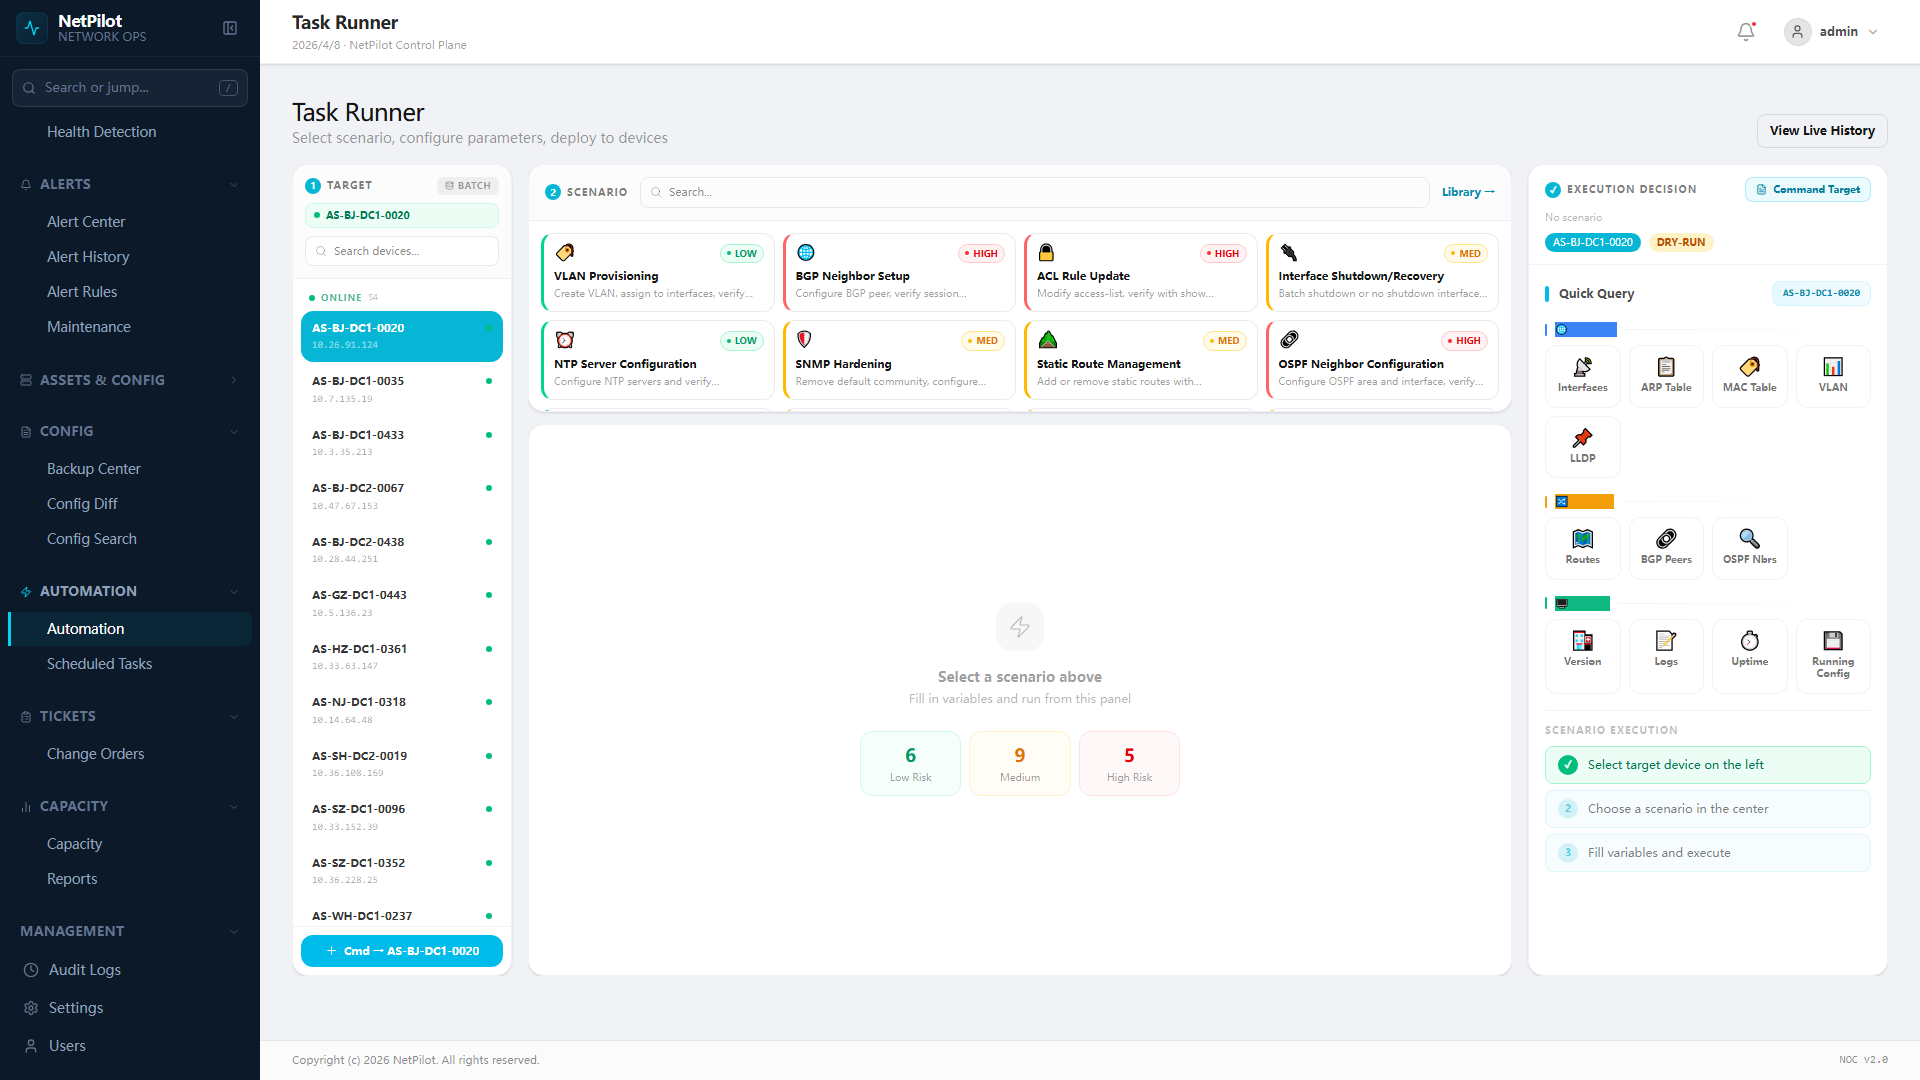 NetPilot
NETWORK OPS
Search or jump...
/
Health Detection
ALERTS
Alert Center
Alert History
Alert Rules
Maintenance
ASSETS & CONFIG
CONFIG
Backup Center
Config Diff
Config Search
AUTOMATION
Automation
Scheduled Tasks
TICKETS
Change Orders
CAPACITY
Capacity
Reports
MANAGEMENT
Audit Logs
Settings
Users
Task Runner
2026/4/8 · NetPilot Control Plane
admin
Task Runner
Select scenario, configure parameters, deploy to devices
View Live History
1 TARGET
BATCH
AS-BJ-DC1-0020
Search devices...
ONLINE 54
AS-BJ-DC1-0020
10.26.91.124
AS-BJ-DC1-0035
10.7.135.19
AS-BJ-DC1-0433
10.3.35.213
AS-BJ-DC2-0067
10.47.67.153
AS-BJ-DC2-0438
10.28.44.251
AS-GZ-DC1-0443
10.5.136.23
AS-HZ-DC1-0361
10.33.63.147
AS-NJ-DC1-0318
10.14.64.48
AS-SH-DC2-0019
10.36.108.169
AS-SZ-DC1-0096
10.33.152.39
AS-SZ-DC1-0352
10.36.228.25
AS-WH-DC1-0237
+ Cmd → AS-BJ-DC1-0020
2 SCENARIO
Search...
Library →
LOW
VLAN Provisioning
Create VLAN, assign to interfaces, verify...
HIGH
BGP Neighbor Setup
Configure BGP peer, verify session...
HIGH
ACL Rule Update
Modify access-list, verify with show...
MED
Interface Shutdown/Recovery
Batch shutdown or no shutdown interface...
LOW
NTP Server Configuration
Configure NTP servers and verify...
MED
SNMP Hardening
Remove default community, configure...
MED
Static Route Management
Add or remove static routes with...
HIGH
OSPF Neighbor Configuration
Configure OSPF area and interface, verify...
Select a scenario above
Fill in variables and run from this panel
6
Low Risk
9
Medium
5
High Risk
EXECUTION DECISION
Command Target
No scenario
AS-BJ-DC1-0020
DRY-RUN
Quick Query
AS-BJ-DC1-0020
Interfaces
ARP Table
MAC Table
VLAN
LLDP
Routes
BGP Peers
OSPF Nbrs
Version
Logs
Uptime
Running
Config
SCENARIO EXECUTION
Select target device on the left
2 Choose a scenario in the center
3 Fill variables and execute
Copyright (c) 2026 NetPilot. All rights reserved.
NOC v2.0